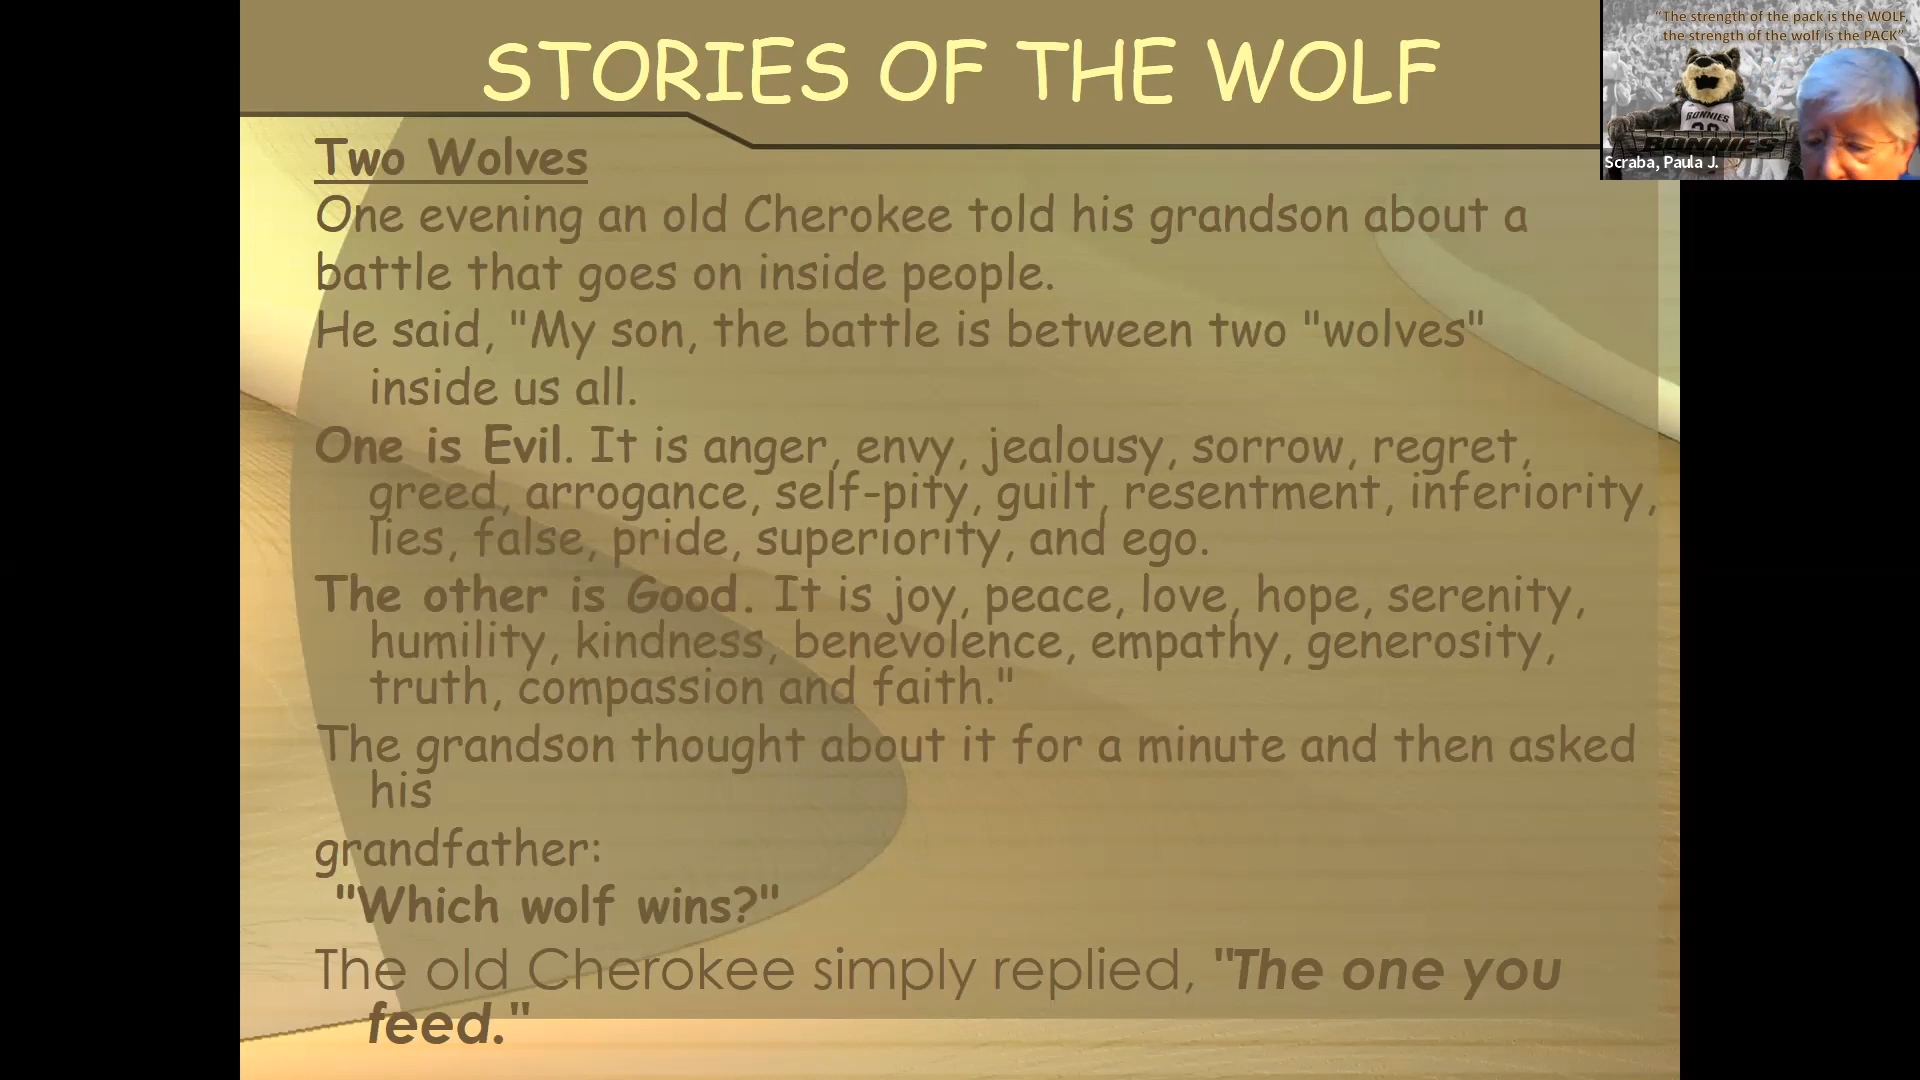 STORIES OF THE WOLF
"The strength of the pack is the WOLF,
the strength of the wolf is the PACK"
BONNIES
BONNIES
Scraba, Paula J.
Two Wolves
One evening an old Cherokee told his grandson about a
battle that goes on inside people.
He said, "My son, the battle is between two "wolves"
inside us all.
One is Evil. It is anger, envy, jealousy, sorrow, regret,
greed, arrogance, self-pity, guilt, resentment, inferiority,
lies, false, pride, superiority, and ego.
The other is Good. It is joy, peace, love, hope, serenity,
humility, kindness, benevolence, empathy, generosity,
truth, compassion and faith."
The grandson thought about it for a minute and then asked
his
grandfather:
"Which wolf wins?"
The old Cherokee simply replied, "The one you
feed."